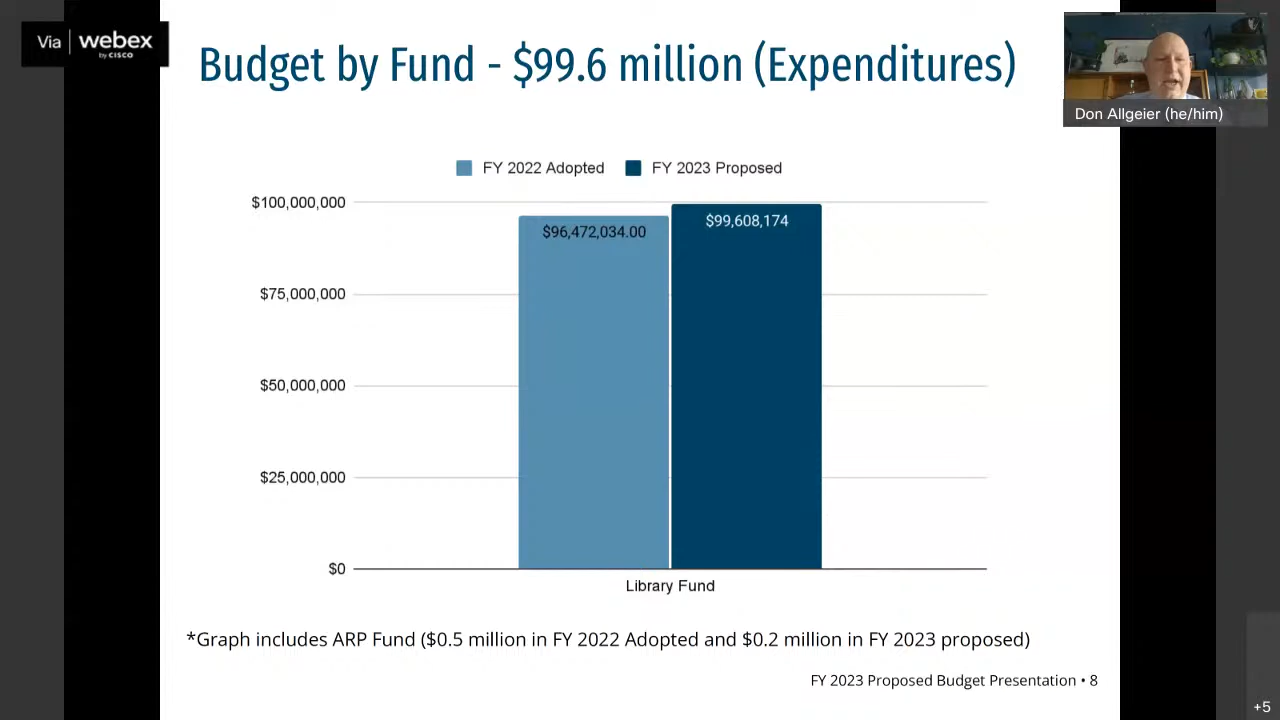 Via webex
by CISCO
Budget by Fund - $99.6 million (Expenditures)
Don Allgeier (he/him)
FY 2022 Adopted FY 2023 Proposed
$100,000,000
$96,472,034.00
$99,608,174
$75,000,000
$50,000,000
$25,000,000
$0
Library Fund
*Graph includes ARP Fund ($0.5 million in FY 2022 Adopted and $0.2 million in FY 2023 proposed)
FY 2023 Proposed Budget Presentation • 8
+5